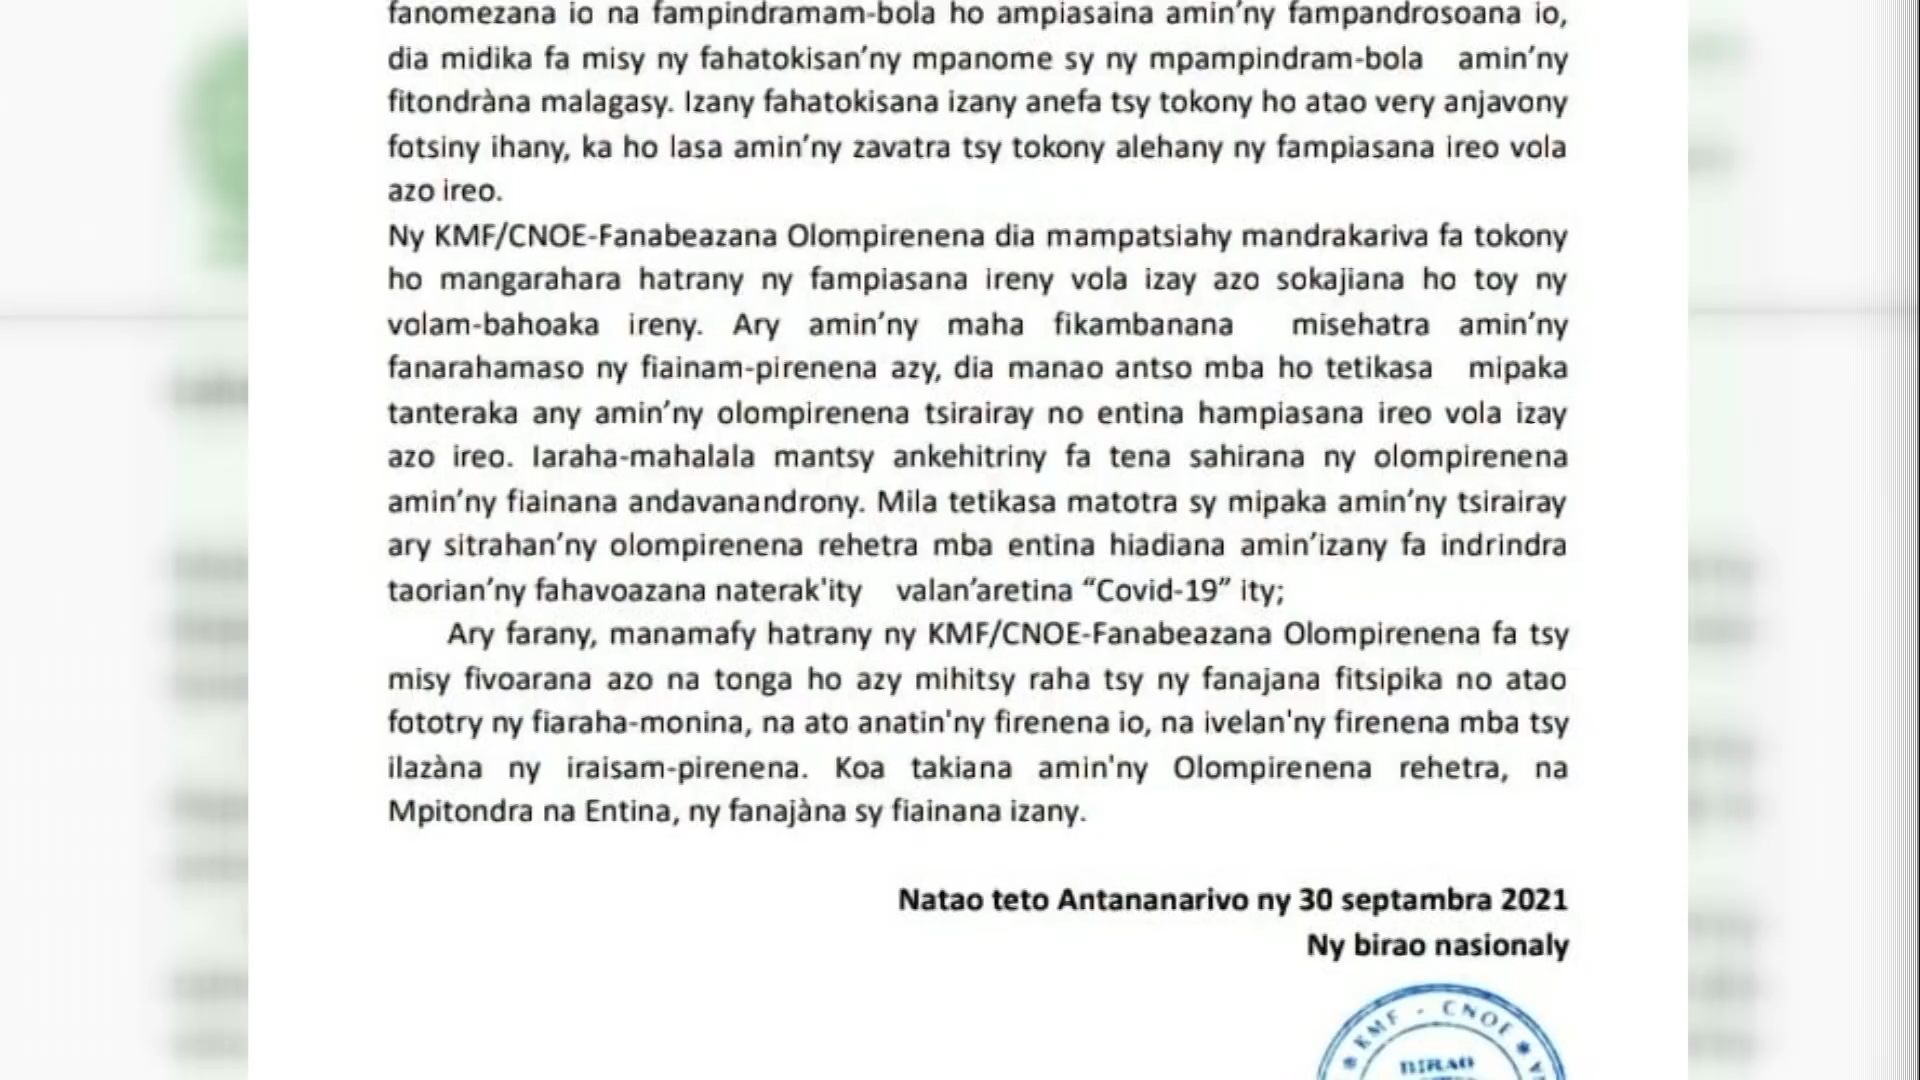 fanomezana io na fampindramam-bola ho ampiasaina amin’ny fampandrosoana io,
dia midika fa misy ny fahatokisan’ny mpanome sy ny mpampindram-bola amin’ny
fitondràna malagasy. Izany fahatokisana izany anefa tsy tokony ho atao very anjavony
fotsiny ihany, ka ho lasa amin’ny zavatra tsy tokony alehany ny fampiasana ireo vola
azo ireo.
Ny KMF/CNOE-Fanabeazana Olompirenena dia mampatsiahy mandrakariva fa tokony
ho mangarahara hatrany ny fampiasana ireny vola izay azo sokajiana ho toy ny
volam-bahoaka ireny. Ary amin’ny maha fikambanana misehatra amin’ny
fanarahamaso ny fiainam-pirenena azy, dia manao antso mba ho tetikasa mipaka
tanteraka any amin’ny olompirenena tsirairay no entina hampiasana ireo vola izay
azo ireo. Iaraha-mahalala mantsy ankehitriny fa tena sahirana ny olompirenena
amin’ny fiainana andavanandrony. Mila tetikasa matotra sy mipaka amin’ny tsirairay
ary sitrahan’ny olompirenena rehetra mba entina hiadiana amin’izany fa indrindra
taorian’ny fahavoazana naterak'ity valan’aretina “Covid-19” ity;
Ary farany, manamafy hatrany ny KMF/CNOE-Fanabeazana Olompirenena fa tsy
misy fivoarana azo na tonga ho azy mihitsy raha tsy ny fanajana fitsipika no atao
fototry ny fiaraha-monina, na ato anatin'ny firenena io, na ivelan'ny firenena mba tsy
ilazàna ny iraisam-pirenena. Koa takiana amin'ny Olompirenena rehetra, na
Mpitondra na Entina, ny fanajàna sy fiainana izany.
Natao teto Antananarivo ny 30 septambra 2021
Ny birao nasionaly
KMF - CNOE
BIRAO